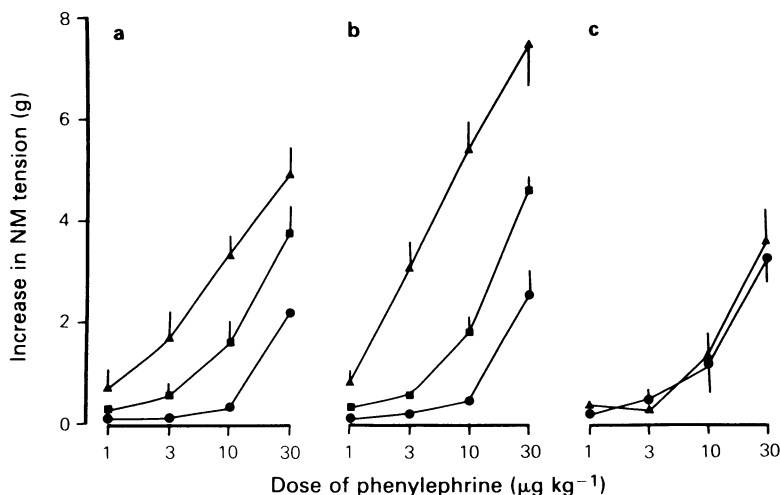 a
b
c
Increase in NM tension (g)
8
6
4
2
0
1 3 10 30
1 3 10 30
1 3 10 30
Dose of phenylephrine (μg kg⁻¹)